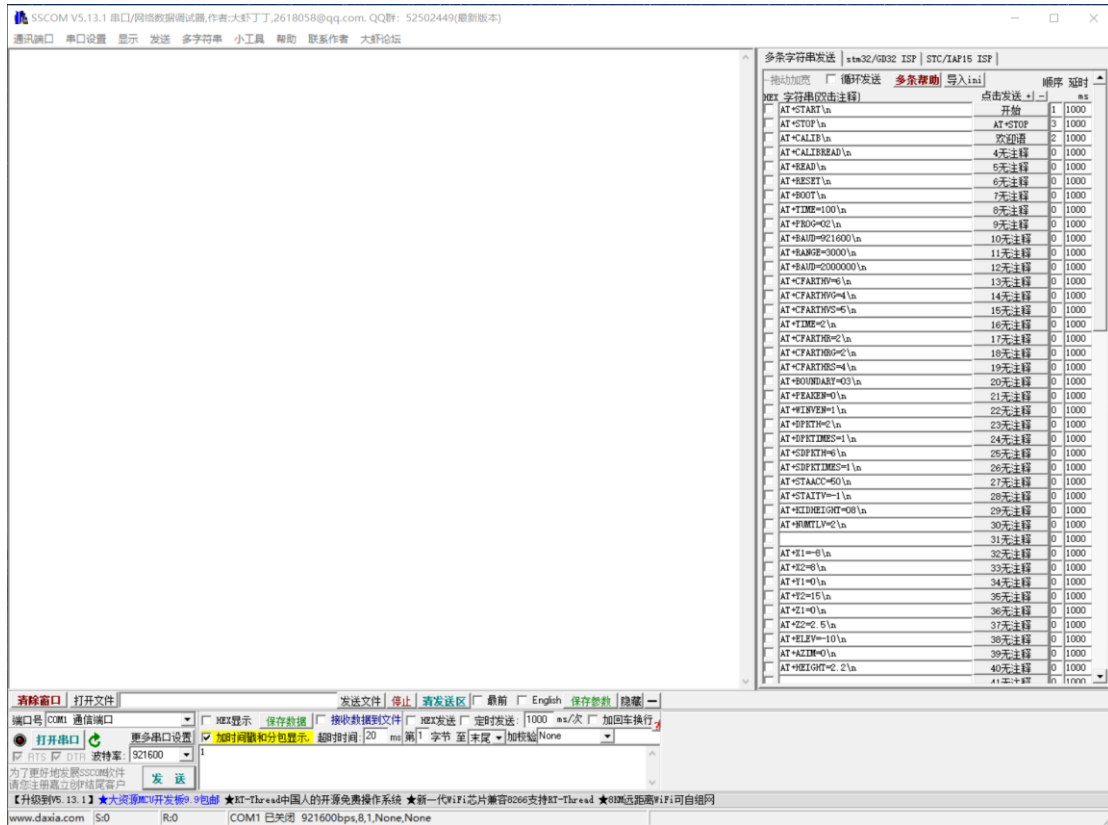 SSCOM V5.13.1 串口/网络数据调试器,作者:大虾丁丁,2618058@qq.com. QQ群: 52502449(最新版本)
通讯端口 串口设置 显示 发送 多字符串 小工具 帮助 联系作者 大虾论坛
多条字符串发送 stm32/GD32 ISP STC/IAP15 ISP
拖动加宽 循环发送 多条帮助 导入ini 顺序 延时
HEX 字符串(双击注释) 点击发送 +| -| ms
AT+START\n 开始 1 1000
AT+STOP\n AT+STOP 3 1000
AT+CALIB\n 欢迎语 2 1000
AT+CALIBREAD\n 4无注释 0 1000
AT+READ\n 5无注释 0 1000
AT+RESET\n 6无注释 0 1000
AT+BOOT\n 7无注释 0 1000
AT+TIME=100\n 8无注释 0 1000
AT+PROG=02\n 9无注释 0 1000
AT+BAUD=921600\n 10无注释 0 1000
AT+RANGE=3000\n 11无注释 0 1000
AT+BAUD=2000000\n 12无注释 0 1000
AT+CFARTHV=6\n 13无注释 0 1000
AT+CFARTHVG=4\n 14无注释 0 1000
AT+CFARTHVS=5\n 15无注释 0 1000
AT+TIME=2\n 16无注释 0 1000
AT+CFARTHR=2\n 17无注释 0 1000
AT+CFARTHRG=2\n 18无注释 0 1000
AT+CFARTHRS=4\n 19无注释 0 1000
AT+BOUNDARY=03\n 20无注释 0 1000
AT+PEAKEN=0\n 21无注释 0 1000
AT+WINVEN=1\n 22无注释 0 1000
AT+DPKTH=2\n 23无注释 0 1000
AT+DPKTIMES=1\n 24无注释 0 1000
AT+SDPKTH=6\n 25无注释 0 1000
AT+SDPKTIMES=1\n 26无注释 0 1000
AT+STAACC=50\n 27无注释 0 1000
AT+STAITV=-1\n 28无注释 0 1000
AT+KIDHEIGHT=08\n 29无注释 0 1000
AT+NUMTLV=2\n 30无注释 0 1000
31无注释 0 1000
AT+X1=-8\n 32无注释 0 1000
AT+X2=8\n 33无注释 0 1000
AT+Y1=0\n 34无注释 0 1000
AT+Y2=15\n 35无注释 0 1000
AT+Z1=0\n 36无注释 0 1000
AT+Z2=2.5\n 37无注释 0 1000
AT+ELEV=-10\n 38无注释 0 1000
AT+AZIM=0\n 39无注释 0 1000
AT+HEIGHT=2.2\n 40无注释 0 1000
41无注释 0 1000
清除窗口 打开文件 发送文件 停止 清发送区 最前 English 保存参数 隐藏
端口号 COM1 通信端口 HEX显示 保存数据 接收数据到文件 HEX发送 定时发送: 1000 ms/次 加回车换行
打开串口 更多串口设置 加时间戳和分包显示, 超时时间: 20 ms 第1 字节 至 末尾 加校验 None
RTS DTR 波特率: 921600 1
为了更好地发展SSCOM软件
请您注册嘉立创F结尾客户 发 送
【升级到V5.13.1】★大资源MCU开发板9.9包邮 ★RT-Thread中国人的开源免费操作系统 ★新一代WiFi芯片兼容8266支持RT-Thread ★8KM远距离WiFi可自组网
www.daxia.com S:0 R:0 COM1 已关闭 921600bps,8,1,None,None